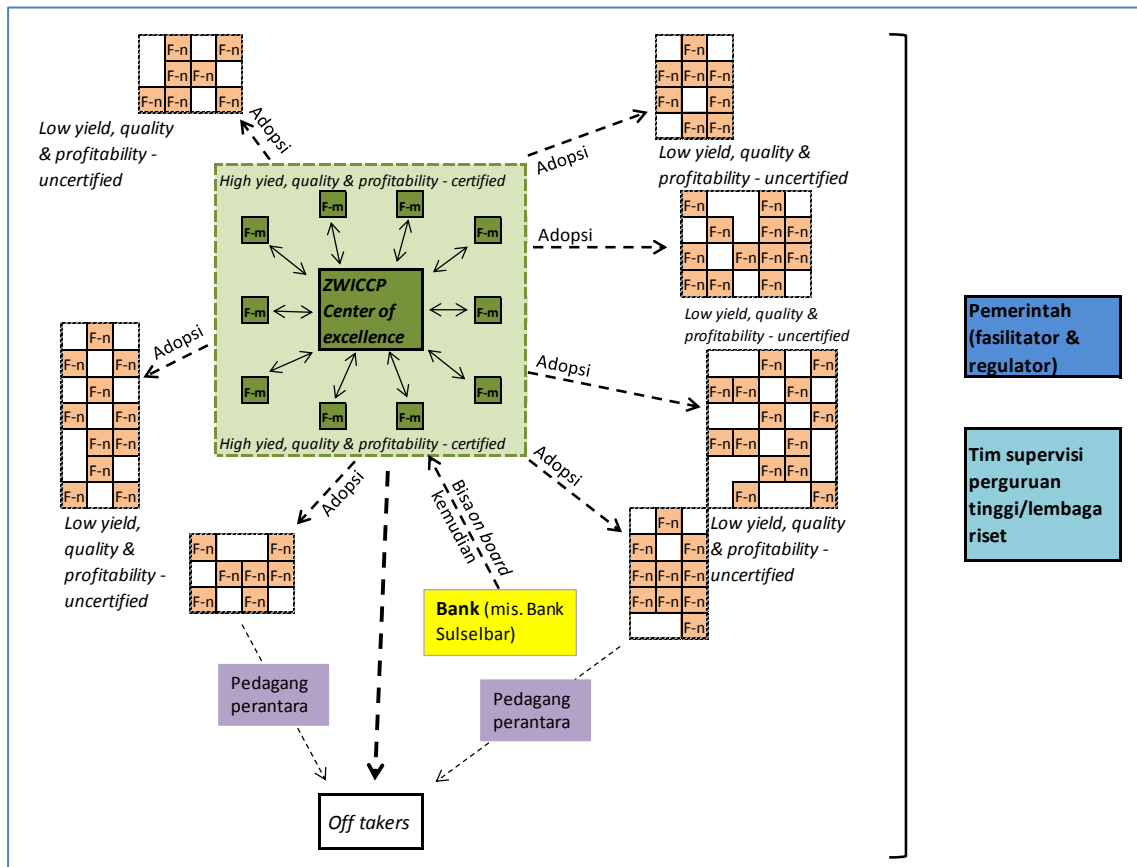 F-n F-n
F-n F-n
F-n F-n F-n
Low yield, quality
& profitability -
uncertified
Adopsi
F-n
F-n F-n F-n
F-n F-n
F-n F-n
Low yield, quality &
profitability - uncertified
Adopsi
High yied, quality & profitability - certified
F-m F-m
F-m F-m
F-m F-m
F-m F-m
F-m F-m
ZWICCP
Center of
excellence
High yied, quality & profitability - certified
Adopsi
F-n F-n
F-n F-n F-n
F-n F-n F-n F-n
F-n F-n F-n
Low yield, quality &
profitability - uncertified
Adopsi
F-n
F-n F-n
F-n
F-n F-n
F-n F-n
F-n
F-n F-n
Low yield,
quality &
profitability -
uncertified
Adopsi
F-n F-n
F-n F-n F-n
F-n F-n
F-n F-n F-n
F-n F-n
F-n F-n
Low yield, quality
& profitability -
uncertified
Adopsi
F-n F-n
F-n F-n F-n
F-n
Adopsi
F-n
F-n F-n
F-n F-n F-n
F-n F-n F-n
F-n
Bisa on board
kemudian
Bank (mis. Bank
Sulselbar)
Pedagang
perantara
Pedagang
perantara
Off takers
Pemerintah
(fasilitator &
regulator)
Tim supervisi
perguruan
tinggi/lembaga
riset